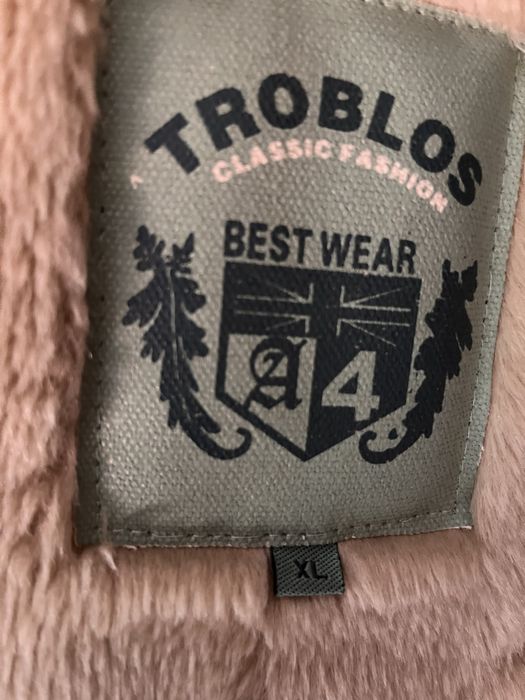 TROBLOS
CLASSIC FASHION
BEST WEAR
A 4
XL